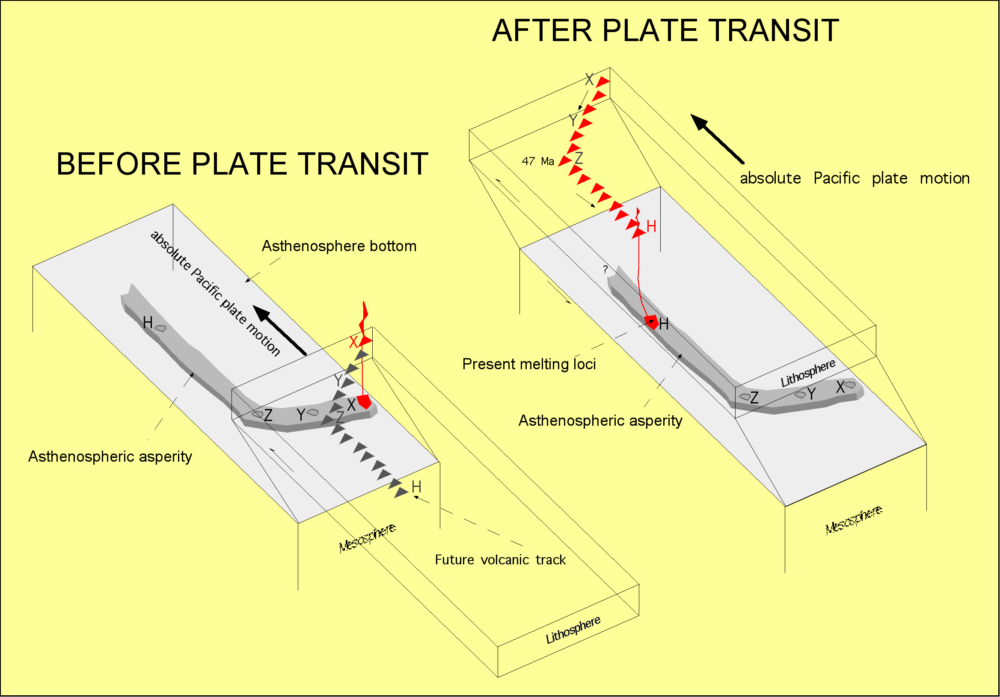 AFTER PLATE TRANSIT
BEFORE PLATE TRANSIT
X
Y
47 Ma
Z
absolute Pacific plate motion
H
?
H
Present melting loci
Asthenospheric asperity
Lithosphere
Z
Y
X
Mesosphere
absolute Pacific plate motion
Asthenosphere bottom
H
X
Y
Z
Y
X
Z
Asthenospheric asperity
H
Mesosphere
Future volcanic track
Lithosphere